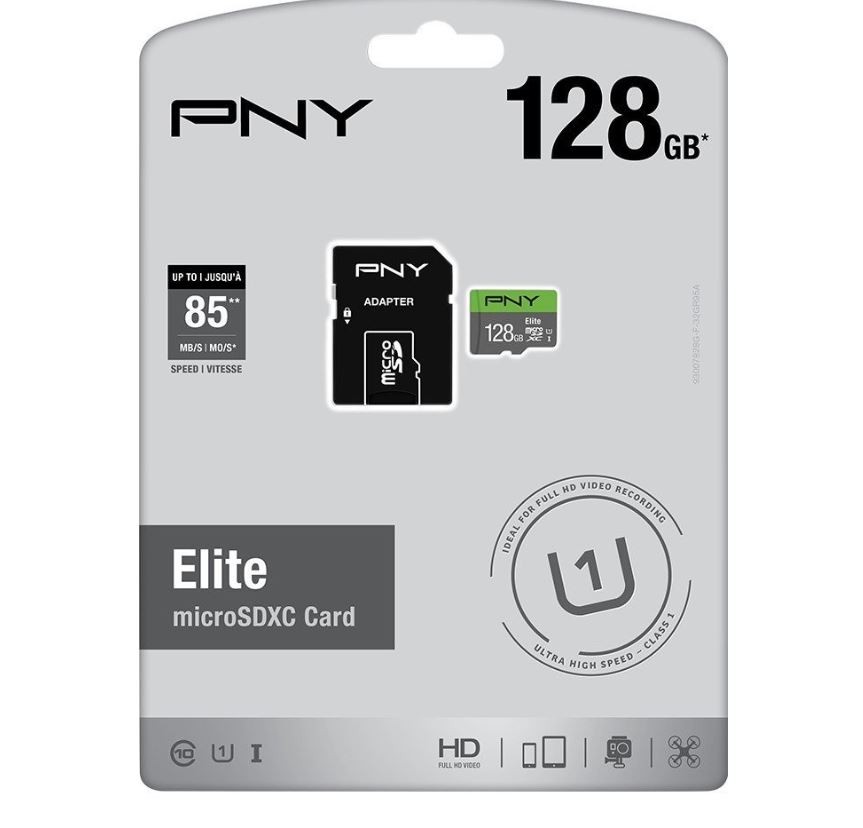 PNY
128GB*
UP TO | JUSQU'À
85**
MB/S | MO/S*
SPEED | VITESSE
PNY
ADAPTER
micro
SD
PNY
Elite
128GB
micro
SD
XC
U1
I
IDEAL FOR FULL HD VIDEO RECORDING
1
ULTRA HIGH SPEED – CLASS 1
Elite
microSDXC Card
10
1
I
HD
FULL HD VIDEO